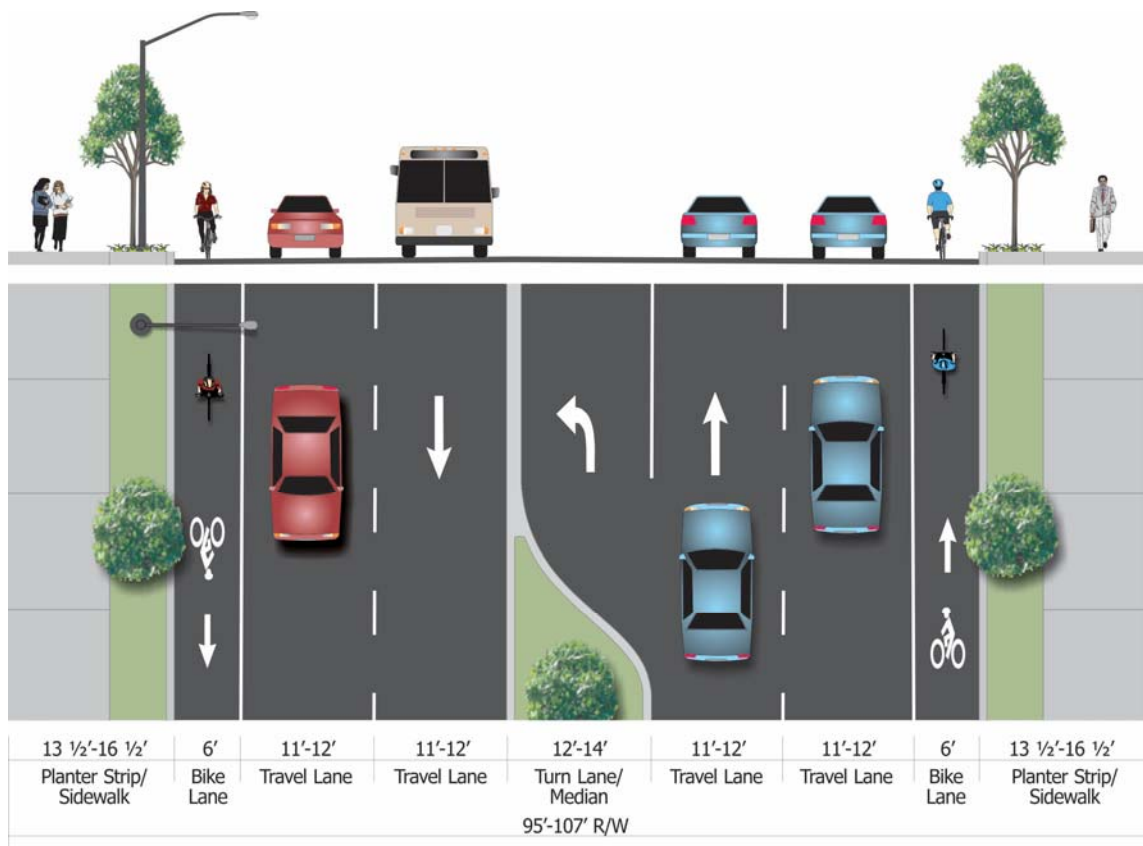 13 ½’-16 ½’ 6’ 11’-12’ 11’-12’ 12’-14’ 11’-12’ 11’-12’ 6’ 13 ½’-16 ½’
Planter Strip/ Bike Travel Lane Travel Lane Turn Lane/ Travel Lane Travel Lane Bike Planter Strip/
Sidewalk Lane Median Lane Sidewalk
95’-107’ R/W